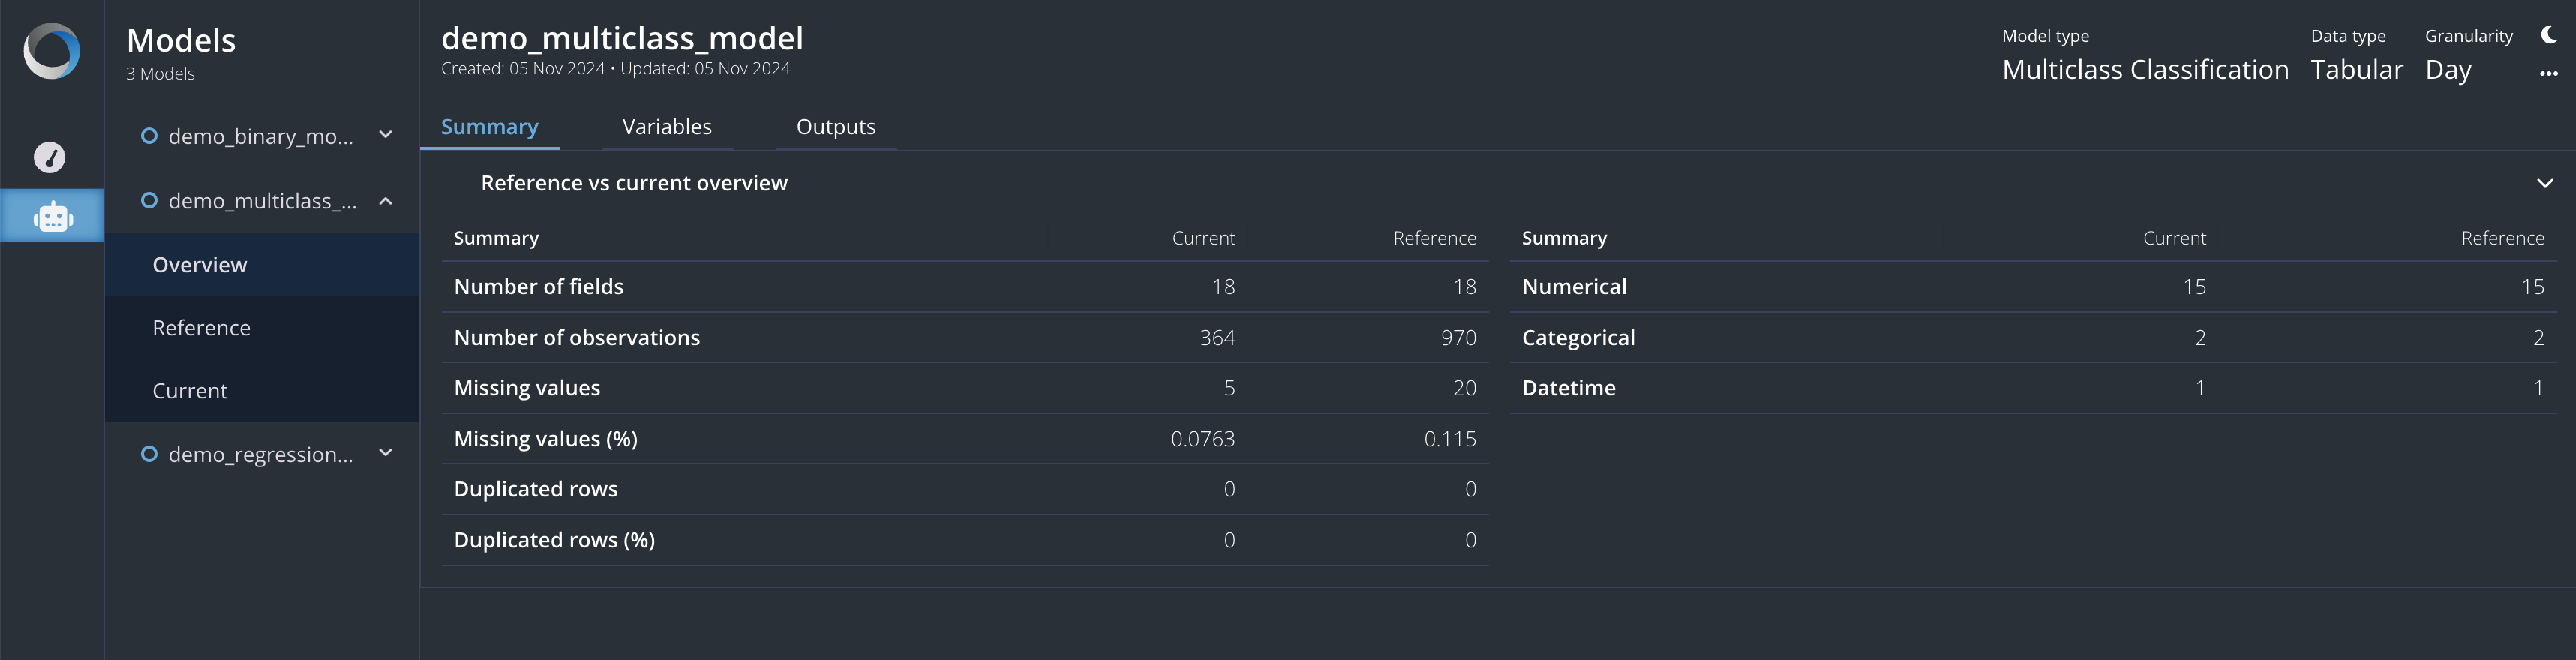 Models
3 Models
demo_binary_mo...
demo_multiclass_...
Overview
Reference
Current
demo_regression...
demo_multiclass_model
Created: 05 Nov 2024 • Updated: 05 Nov 2024
Model type
Multiclass Classification
Data type
Tabular
Granularity
Day
Summary Variables Outputs
Reference vs current overview
Summary Current Reference
Number of fields 18 18
Number of observations 364 970
Missing values 5 20
Missing values (%) 0.0763 0.115
Duplicated rows 0 0
Duplicated rows (%) 0 0
Summary Current Reference
Numerical 15 15
Categorical 2 2
Datetime 1 1